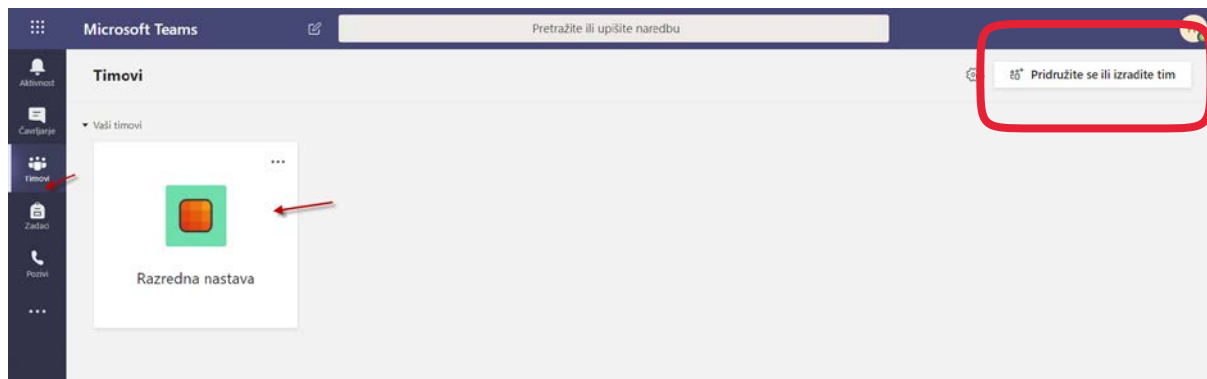 Microsoft Teams
Pretražite ili upišite naredbu
Aktivnost
Timovi
Pridružite se ili izradite tim
Čavrljanje
Vaši timovi
Timovi
Zadaci
Pozivi
Razredna nastava